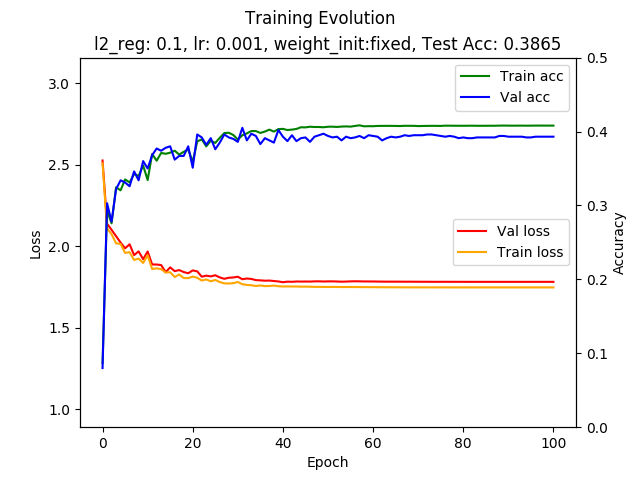 Training Evolution
l2_reg: 0.1, lr: 0.001, weight_init:fixed, Test Acc: 0.3865
Train acc
Val acc
Val loss
Train loss
Loss
3.0
2.5
2.0
1.5
1.0
Accuracy
0.5
0.4
0.3
0.2
0.1
0.0
0 20 40 60 80 100
Epoch